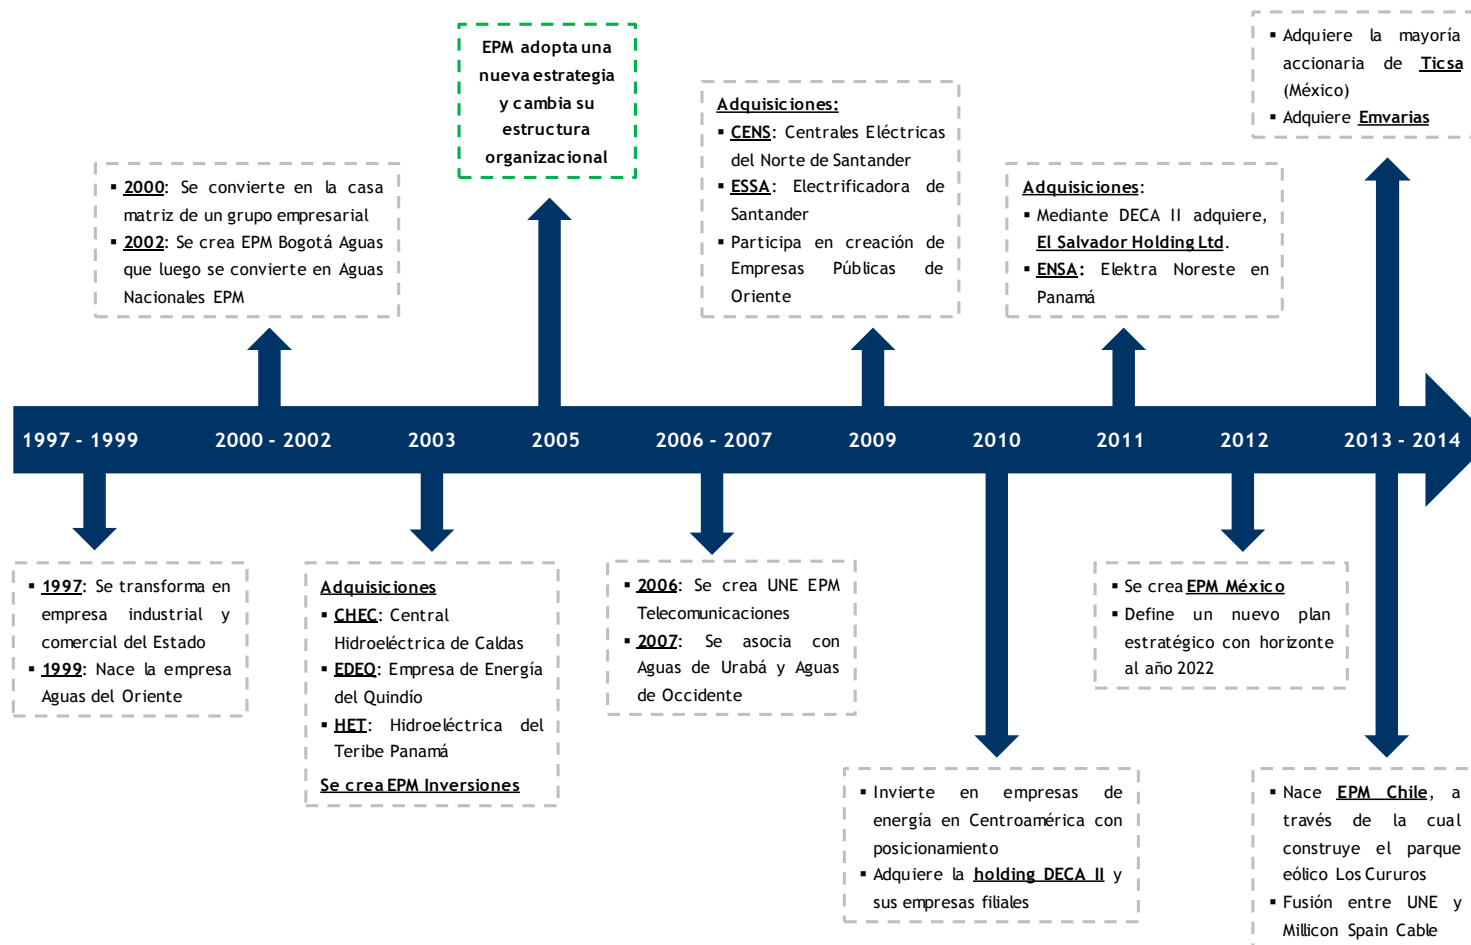 EPM adopta una
nueva estrategia
y cambia su
estructura
organizacional
▪ Adquiere la mayoría
accionaria de Ticsa
(México)
▪ Adquiere Emvarias
Adquisiciones:
▪ CENS: Centrales Eléctricas
del Norte de Santander
▪ ESSA: Electrificadora de
Santander
▪ Participa en creación de
Empresas Públicas de
Oriente
▪ 2000: Se convierte en la casa
matriz de un grupo empresarial
▪ 2002: Se crea EPM Bogotá Aguas
que luego se convierte en Aguas
Nacionales EPM
Adquisiciones:
▪ Mediante DECA II adquiere,
El Salvador Holding Ltd.
▪ ENSA: Elektra Noreste en
Panamá
1997 - 1999
2000 - 2002
2003
2005
2006 - 2007
2009
2010
2011
2012
2013 - 2014
▪ 1997: Se transforma en
empresa industrial y
comercial del Estado
▪ 1999: Nace la empresa
Aguas del Oriente
Adquisiciones
▪ CHEC: Central
Hidroeléctrica de Caldas
▪ EDEQ: Empresa de Energía
del Quindío
▪ HET: Hidroeléctrica del
Teribe Panamá
Se crea EPM Inversiones
▪ 2006: Se crea UNE EPM
Telecomunicaciones
▪ 2007: Se asocia con
Aguas de Urabá y Aguas
de Occidente
▪ Se crea EPM México
▪ Define un nuevo plan
estratégico con horizonte
al año 2022
▪ Invierte en empresas de
energía en Centroamérica con
posicionamiento
▪ Adquiere la holding DECA II y
sus empresas filiales
▪ Nace EPM Chile, a
través de la cual
construye el parque
eólico Los Cururos
▪ Fusión entre UNE y
Millicon Spain Cable